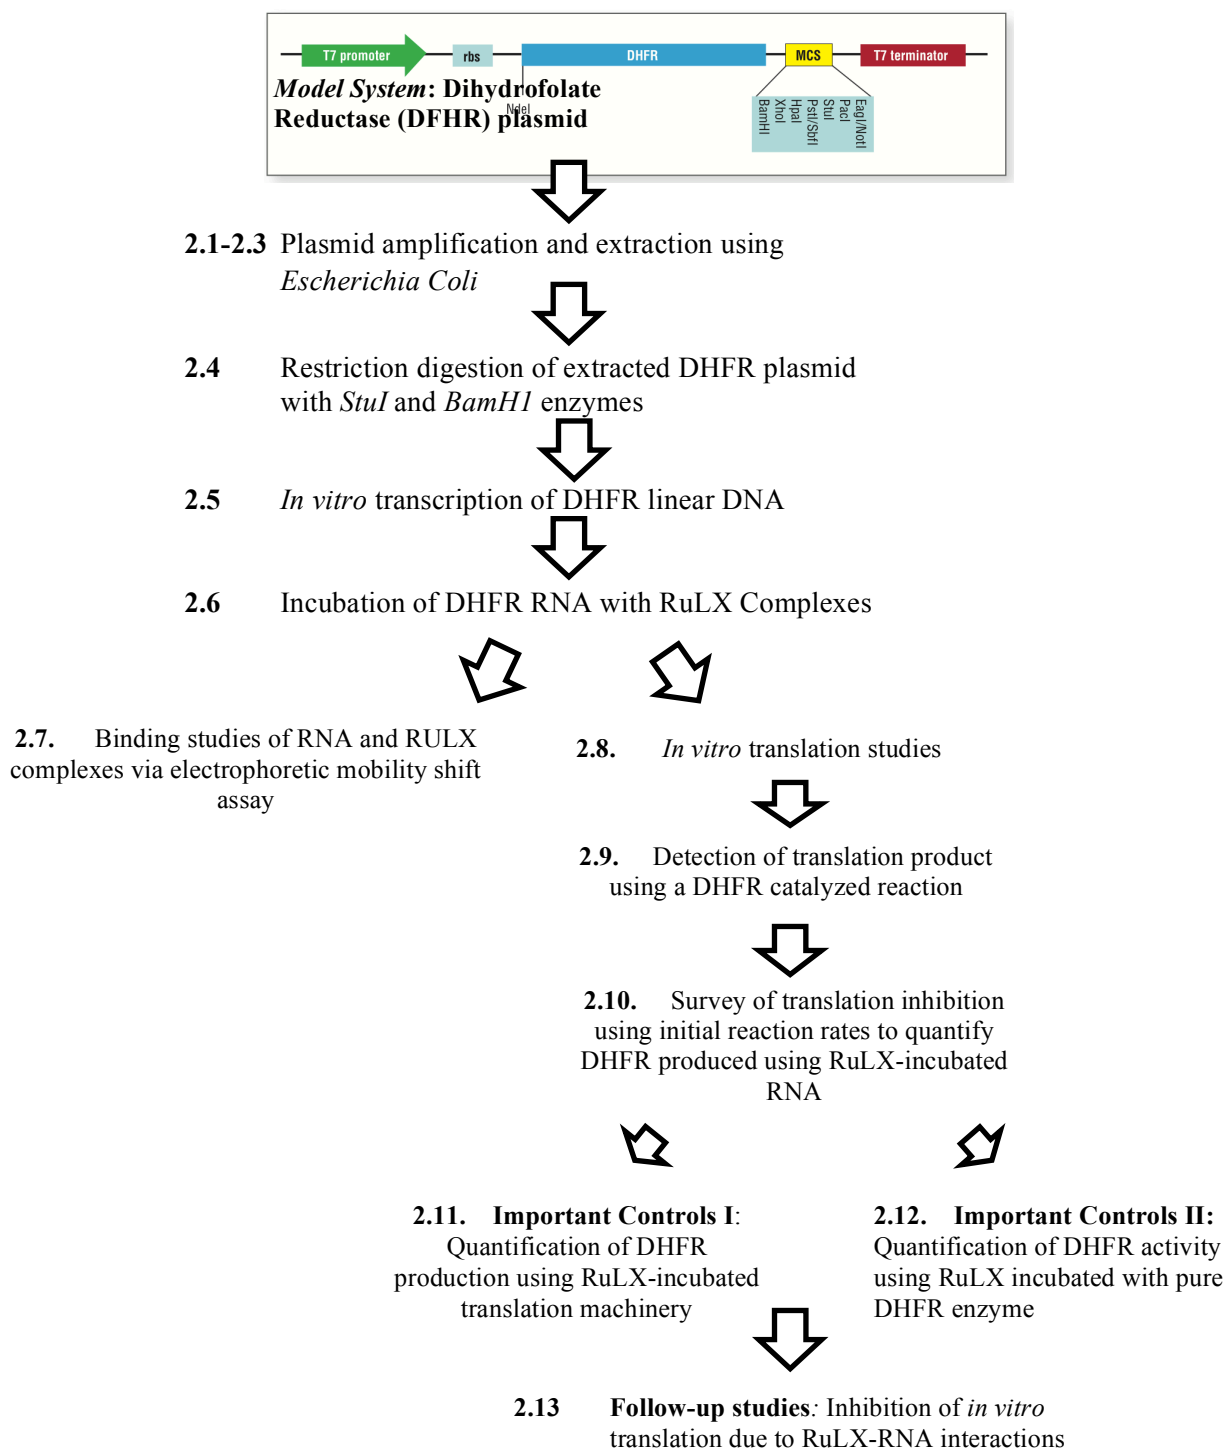 T7 promoter
rbs
DHFR
MCS
T7 terminator
Model System: Dihydrofolate
NdeI
Reductase (DFHR) plasmid
BamHI
XhoI
HpaI
PstI/SbfI
StuI
PacI
EagI/NotI
2.1-2.3 Plasmid amplification and extraction using
Escherichia Coli
2.4 Restriction digestion of extracted DHFR plasmid
with StuI and BamH1 enzymes
2.5 In vitro transcription of DHFR linear DNA
2.6 Incubation of DHFR RNA with RuLX Complexes
2.7. Binding studies of RNA and RULX
complexes via electrophoretic mobility shift
assay
2.8. In vitro translation studies
2.9. Detection of translation product
using a DHFR catalyzed reaction
2.10. Survey of translation inhibition
using initial reaction rates to quantify
DHFR produced using RuLX-incubated
RNA
2.11. Important Controls I:
Quantification of DHFR
production using RuLX-incubated
translation machinery
2.12. Important Controls II:
Quantification of DHFR activity
using RuLX incubated with pure
DHFR enzyme
2.13 Follow-up studies: Inhibition of in vitro
translation due to RuLX-RNA interactions